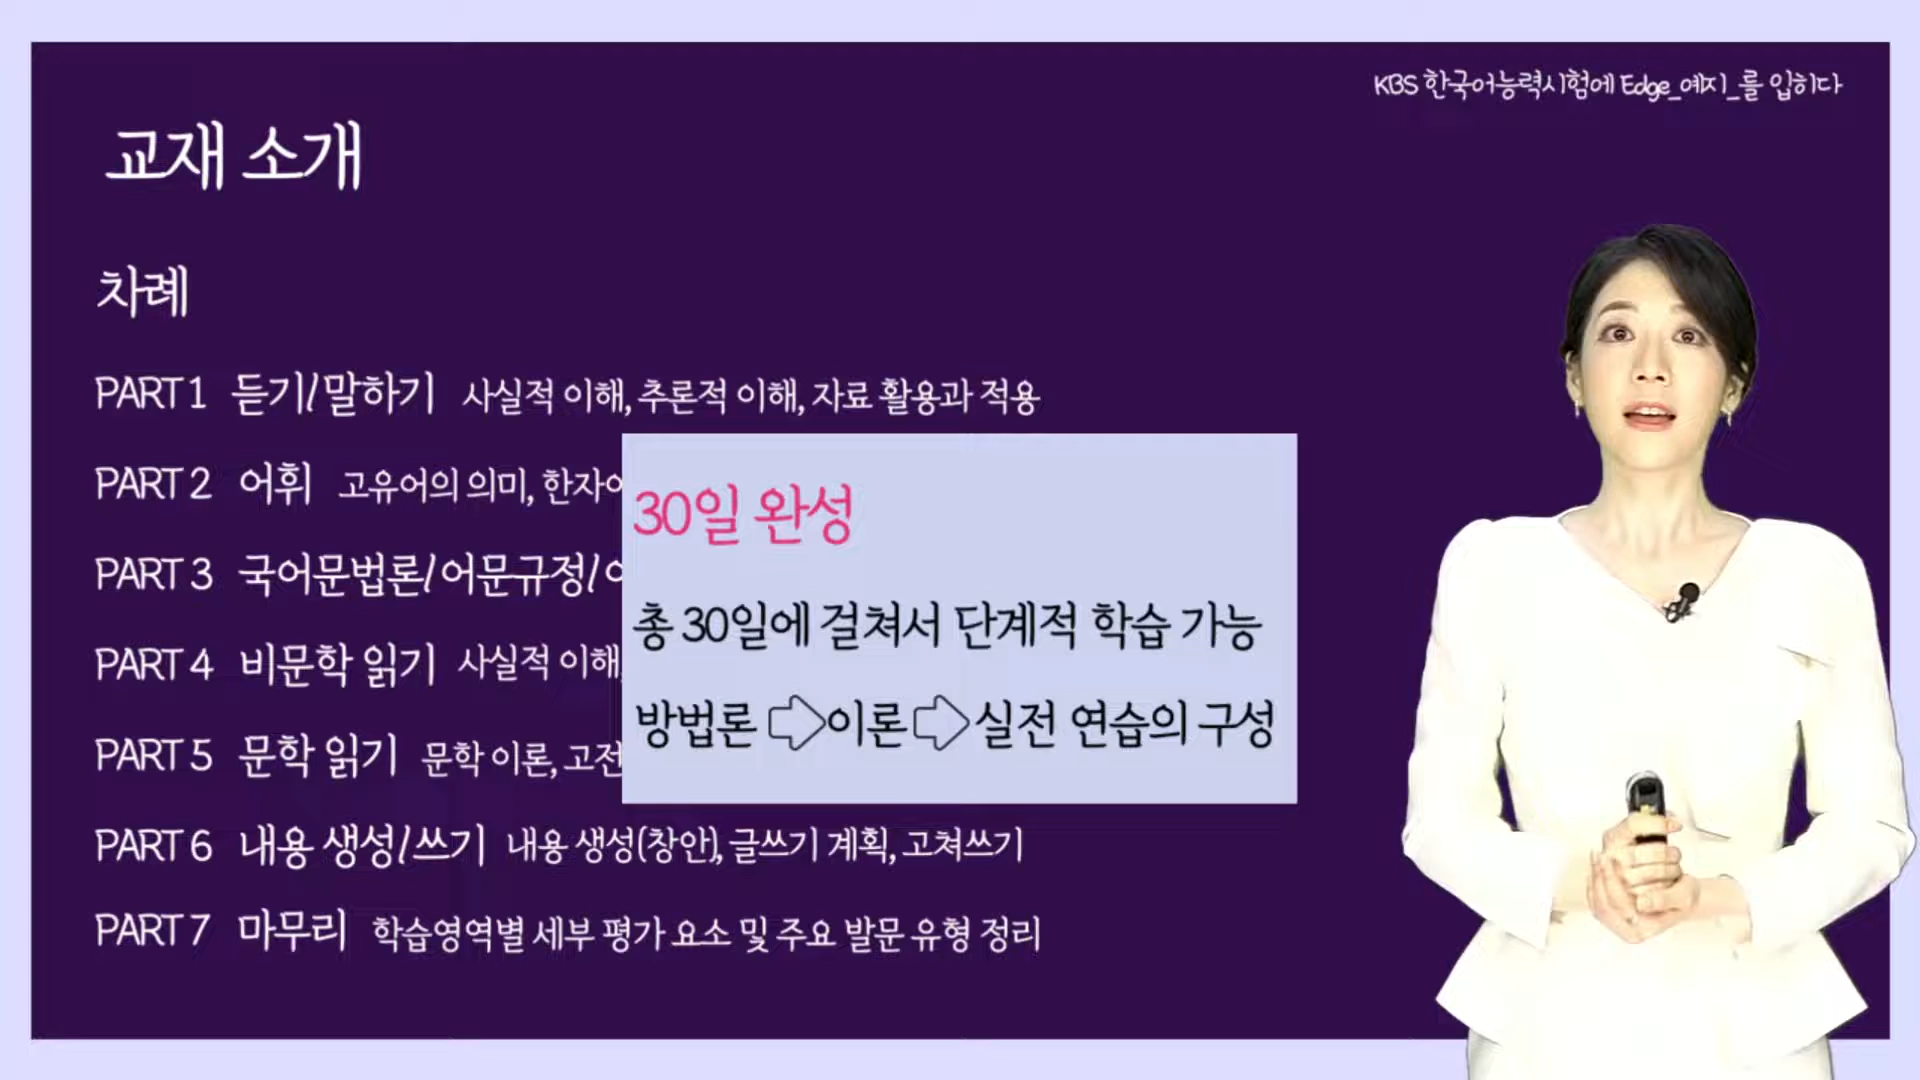 KBS 한국어능력시험에 Edge_예지_를 입히다
교재 소개
차례
PART 1 듣기/말하기 사실적 이해, 추론적 이해, 자료 활용과 적용
PART 2 어휘 고유어의 의미, 한자어
PART 3 국어문법론/어문규정/
PART 4 비문학 읽기 사실적 이해,
PART 5 문학 읽기 문학 이론, 고전
PART 6 내용 생성/쓰기 내용 생성(창안), 글쓰기 계획, 고쳐쓰기
PART 7 마무리 학습영역별 세부 평가 요소 및 주요 발문 유형 정리
30일 완성
총 30일에 걸쳐서 단계적 학습 가능
방법론 ⇨ 이론 ⇨ 실전 연습의 구성